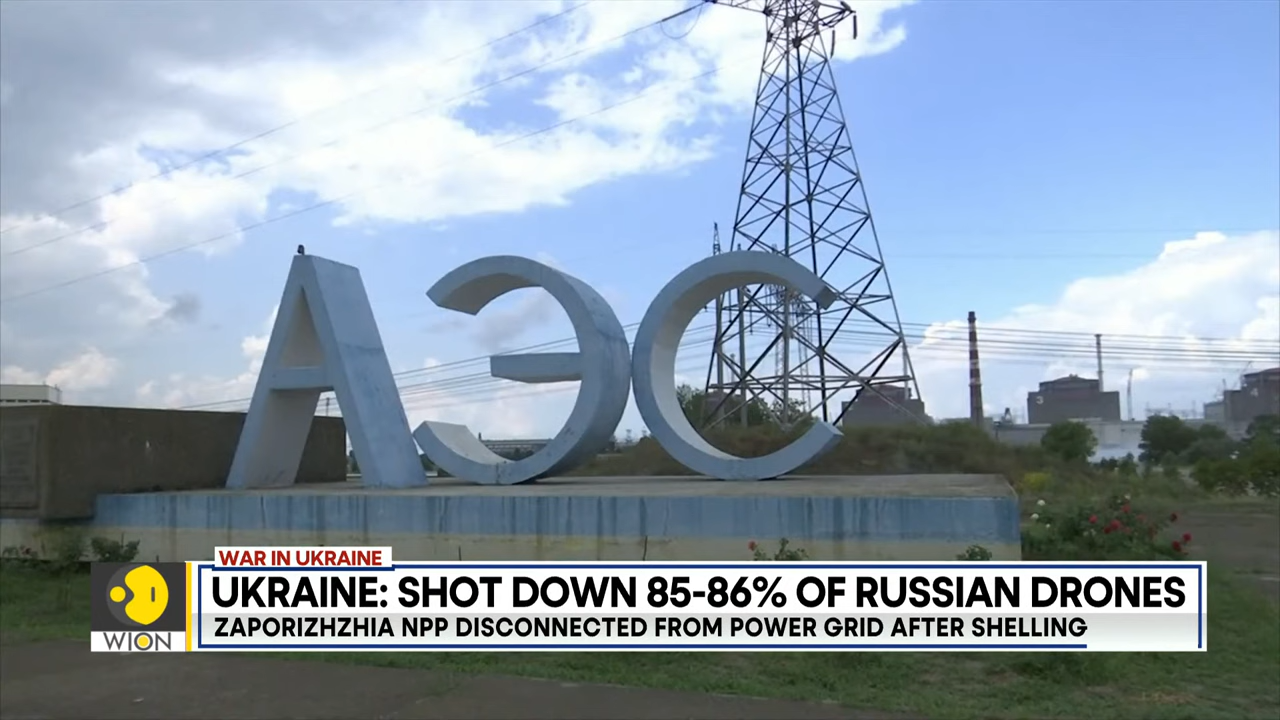 АЭС
WAR IN UKRAINE
UKRAINE: SHOT DOWN 85-86% OF RUSSIAN DRONES
ZAPORIZHZHIA NPP DISCONNECTED FROM POWER GRID AFTER SHELLING
WION